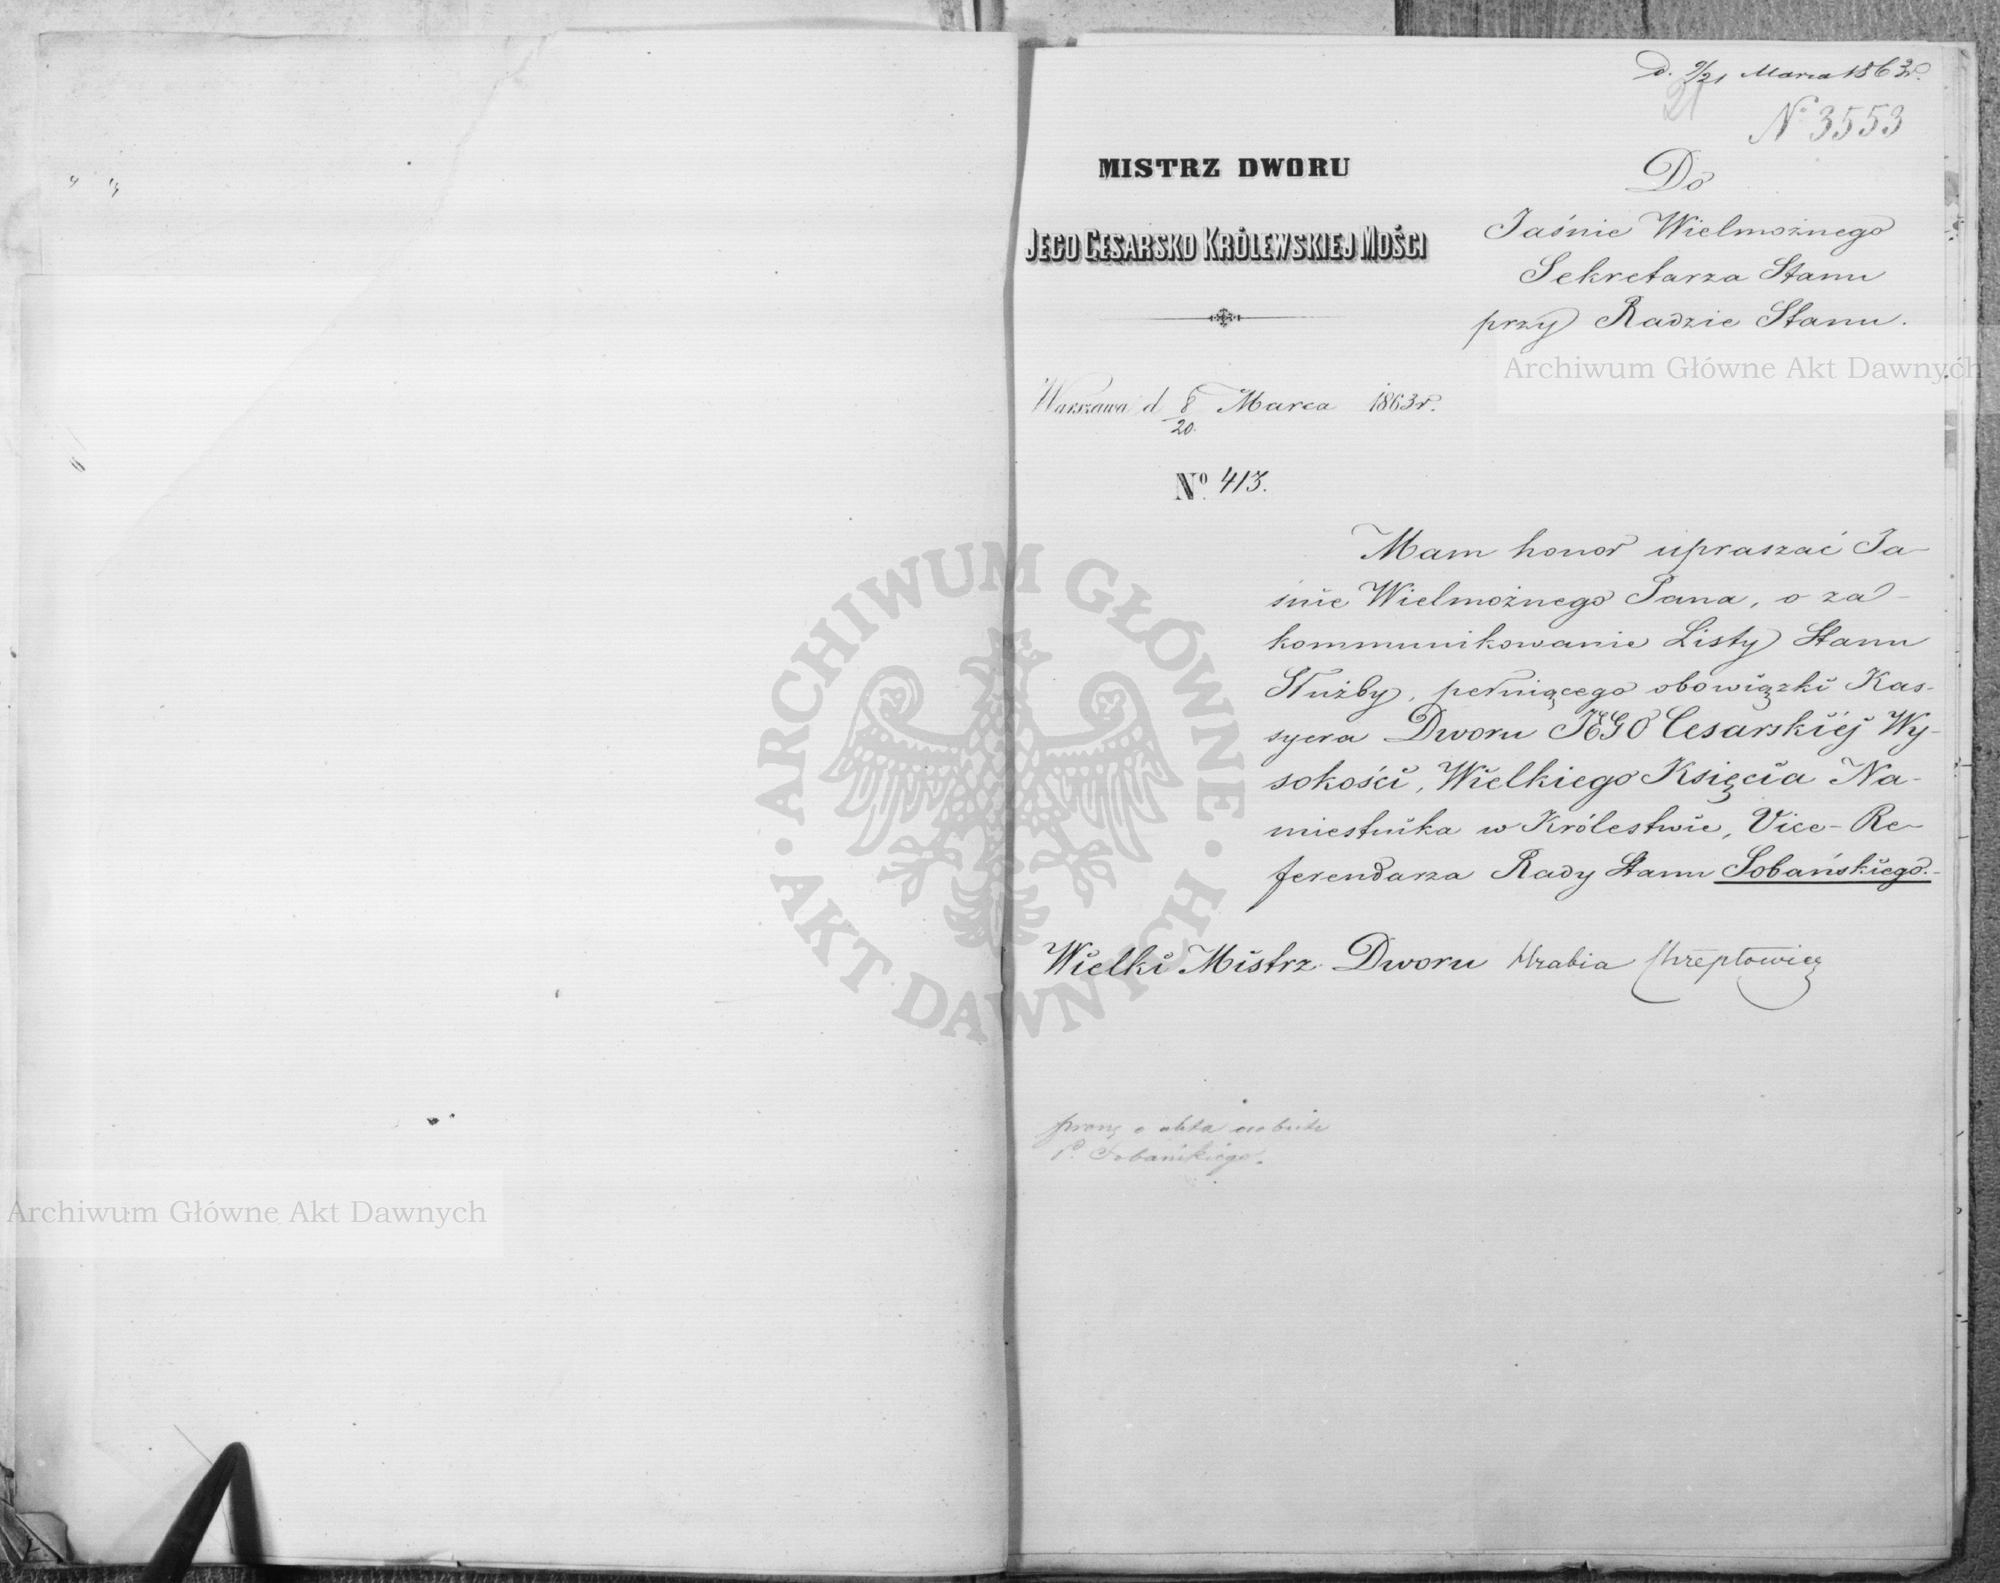 d. 9/21 Marca 1863 r.
21
N° 3553
MISTRZ DWORU
JEGO CESARSKO KRÓLEWSKIEJ MOŚCI
Do
Jaśnie Wielmożnego
Sekretarza Stanu
przy Radzie Stanu.
Warszawa d 8/20 Marca 1863 r.
No. 413.
Mam honor upraszać Ja-
śnie Wielmożnego Pana, o za-
kommunikowanie Listy Stanu
Służby, pełniącego obowiązki Kas-
syera Dworu JEGO Cesarskiej Wy-
sokości, Wielkiego Księcia Na-
miestnika w Królestwie, Vice-Re-
ferendarza Rady Stanu Sobańskiego.-
Wielki Mistrz Dworu Hrabia Chreptowicz
proszę o akta osobiste
P. Sobańskiego.
Archiwum Główne Akt Dawnych
Archiwum Główne Akt Dawnych
ARCHIWUM GŁÓWNE · AKT DAWNYCH ·